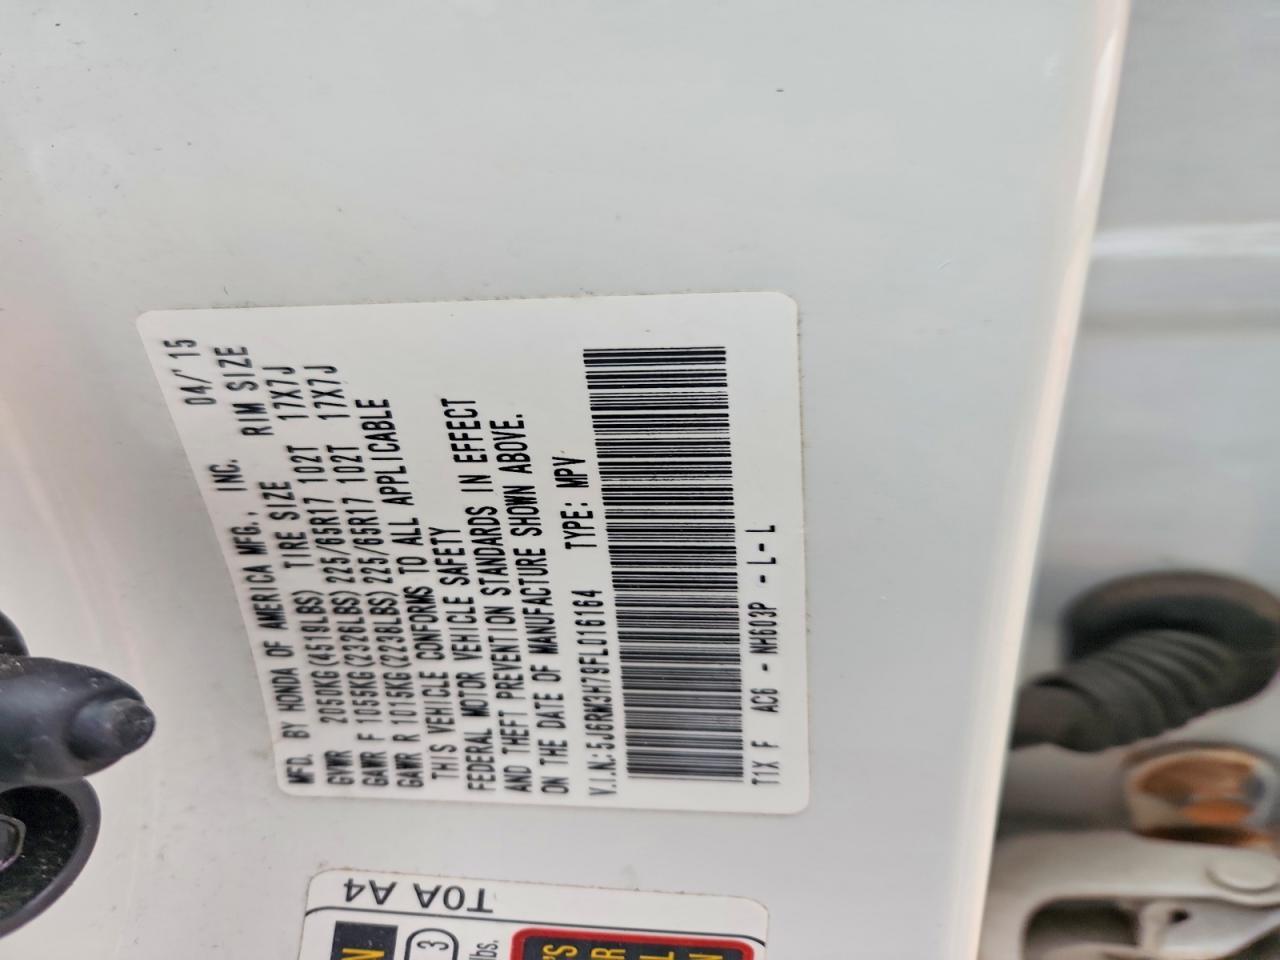 MFD. BY HONDA OF AMERICA MFG., INC. 04/'15
GVWR 2050KG(4519LBS) TIRE SIZE RIM SIZE
GAWR F 1055KG(2326LBS) 225/65R17 102T 17X7J
GAWR R 1015KG(2238LBS) 225/65R17 102T 17X7J
THIS VEHICLE CONFORMS TO ALL APPLICABLE
FEDERAL MOTOR VEHICLE SAFETY
AND THEFT PREVENTION STANDARDS IN EFFECT
ON THE DATE OF MANUFACTURE SHOWN ABOVE.
V.I.N.:5J6RM3H79FL016164 TYPE: MPV
T1X F AC6 - NH603P - L - L
T0A A4
3
lbs.